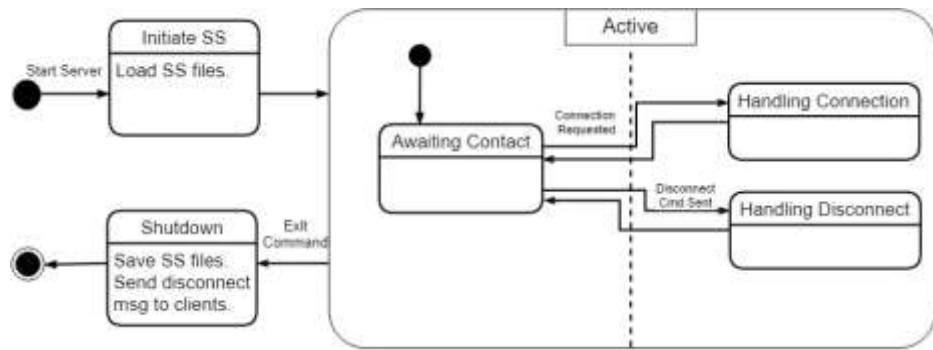 Initiate SS
Start Server
Load SS files.
Active
Connection
Requested
Handling Connection
Awaiting Contact
Disconnect
Cmd Sent
Handling Disconnect
Shutdown
Exit
Command
Save SS files.
Send disconnect
msg to clients.